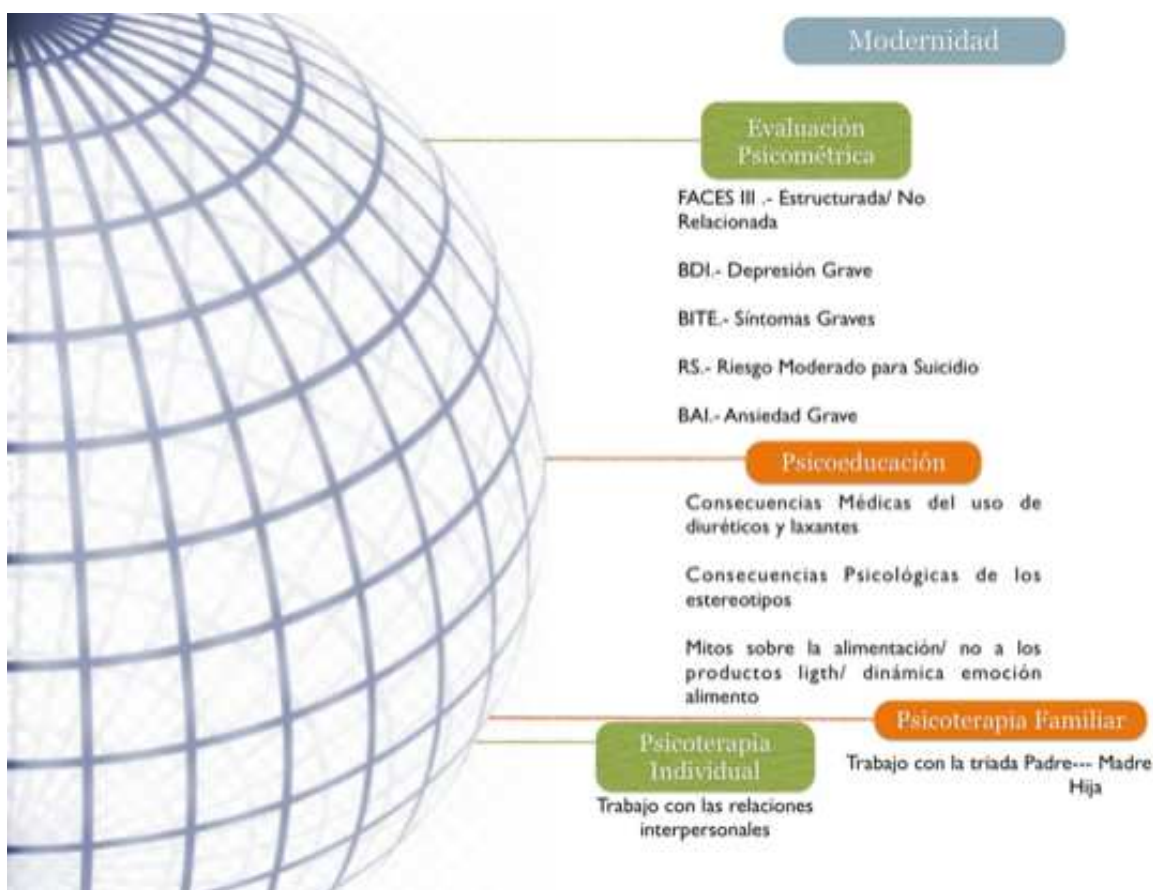 Modernidad
Evaluación
Psicométrica
FACES III .- Estructurada/ No
Relacionada
BDI.- Depresión Grave
BITE.- Síntomas Graves
RS.- Riesgo Moderado para Suicidio
BAI.- Ansiedad Grave
Psicoeducación
Consecuencias Médicas del uso de
diuréticos y laxantes
Consecuencias Psicológicas de los
estereotipos
Mitos sobre la alimentación/ no a los
productos ligth/ dinámica emoción
alimento
Psicoterapia Familiar
Trabajo con la tríada Padre--- Madre
Hija
Psicoterapia
Individual
Trabajo con las relaciones
interpersonales